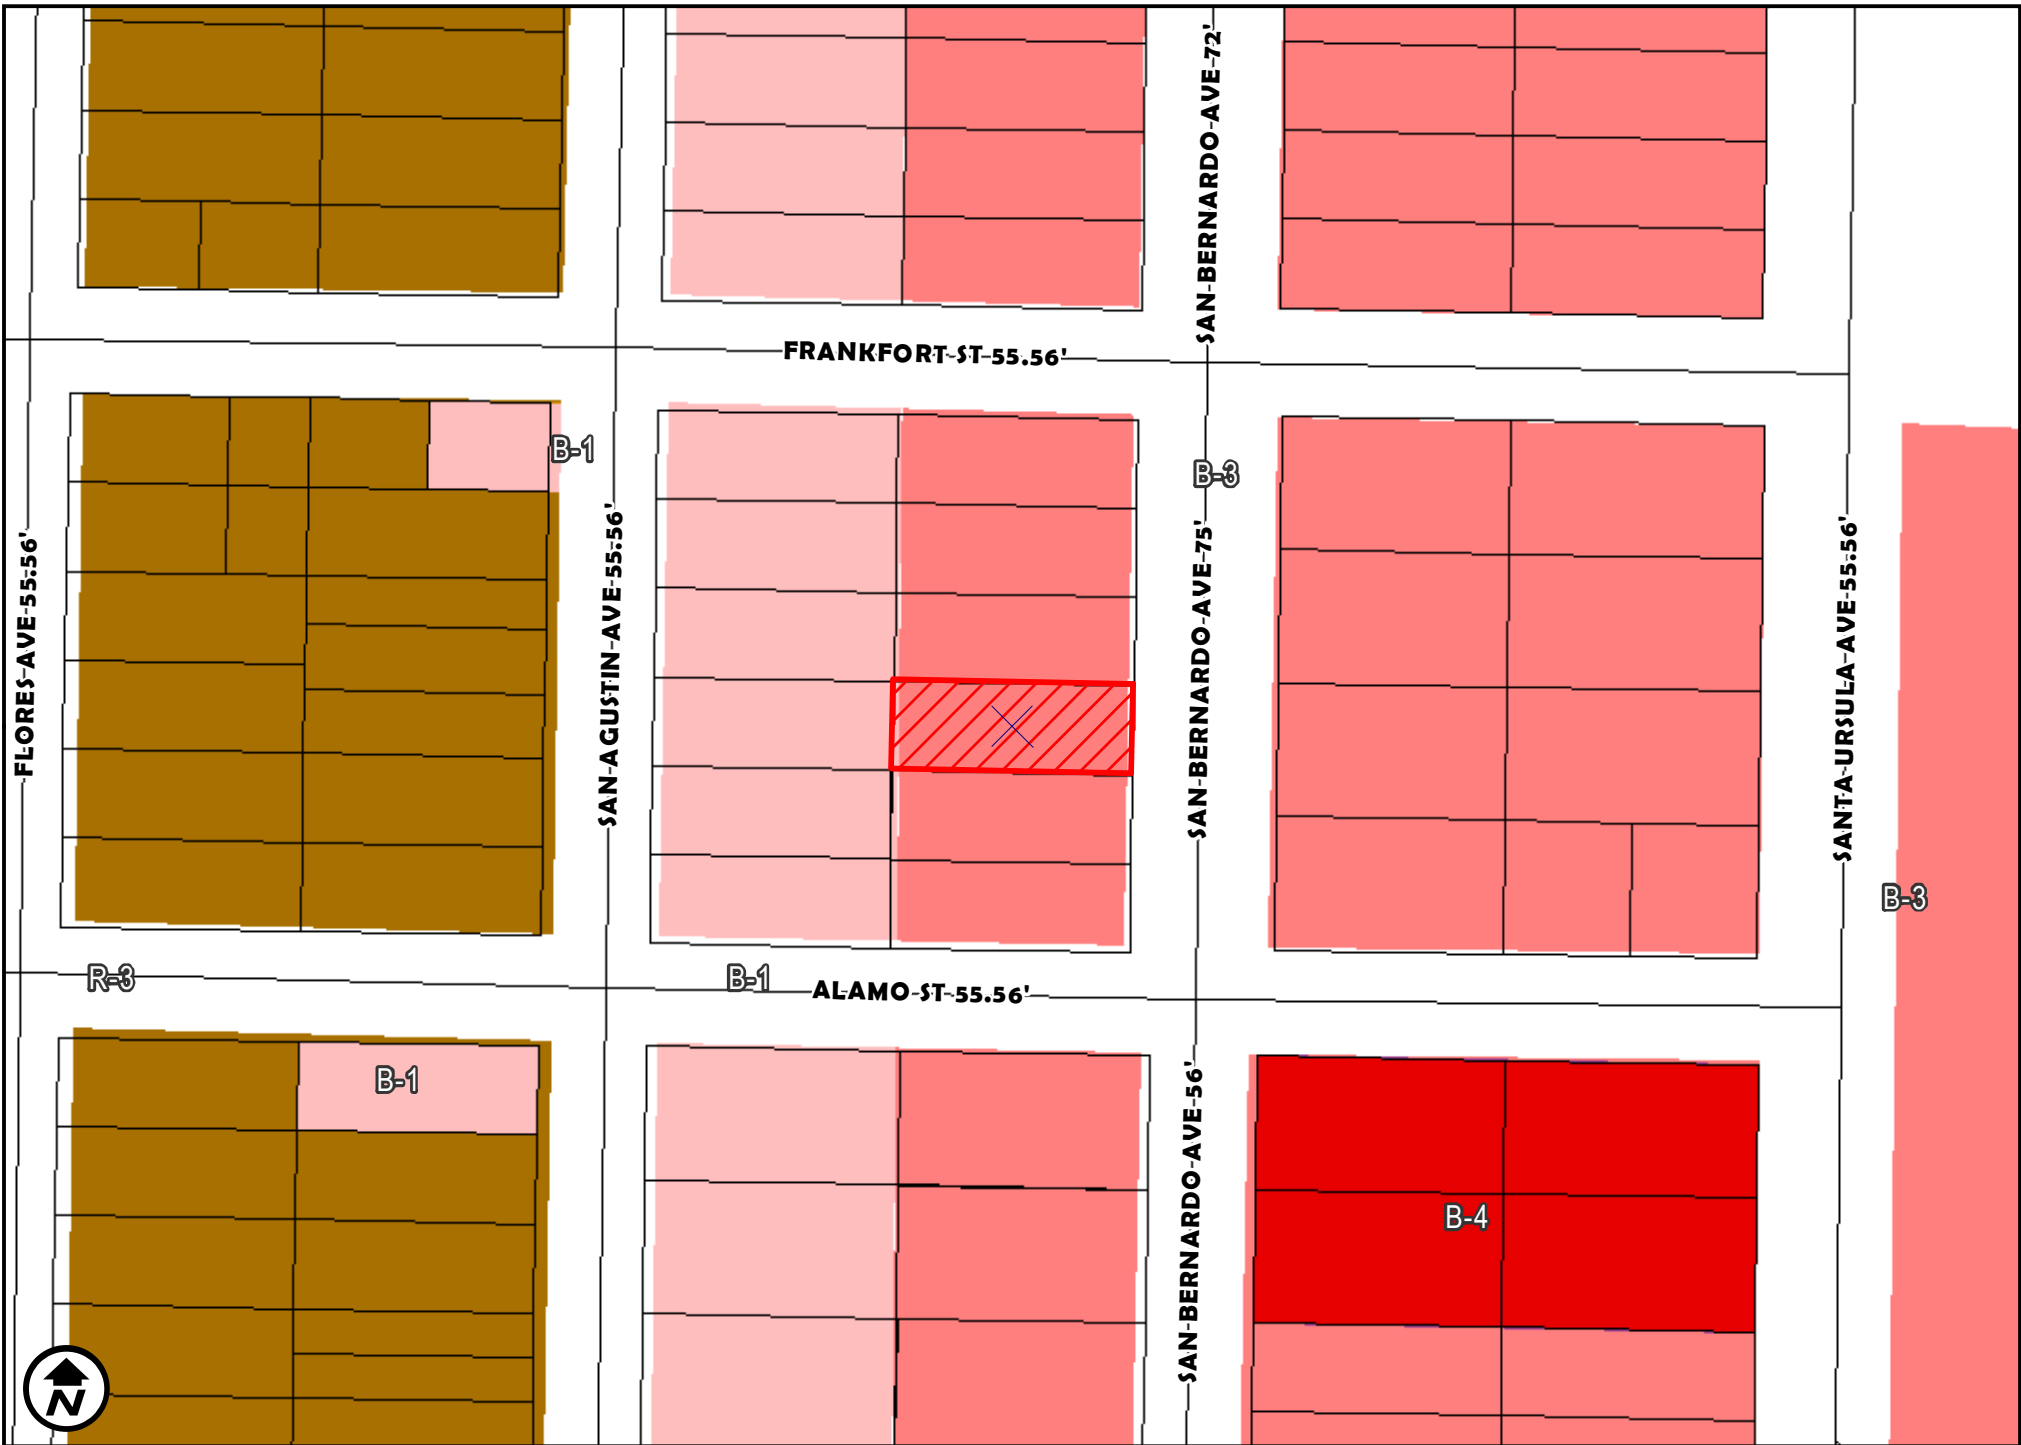 SAN-BERNARDO-AVE-72'
FRANKFORT-ST-55.56'
B-1
B-3
FLORES-AVE-55.56'
SAN-AGUSTIN-AVE-55.56'
SAN-BERNARDO-AVE-75'
SANTA-URSULA-AVE-55.56'
B-3
R-3
B-1
ALAMO-ST-55.56'
B-1
SAN-BERNARDO-AVE-56'
B-4
N